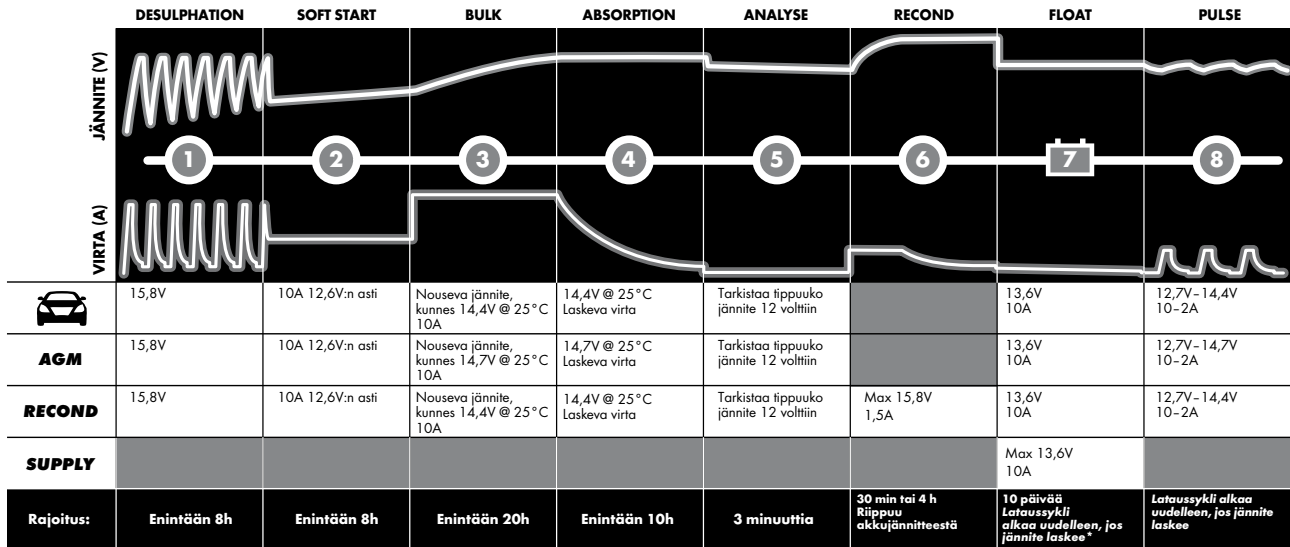 DESULPHATION SOFT START BULK ABSORPTION ANALYSE RECOND FLOAT PULSE
JÄNNITE (V)
1 2 3 4 5 6 7 8
VIRTA (A)
15,8V
10A 12,6V:n asti
Nouseva jännite,
kunnes 14,4V @ 25°C
10A
14,4V @ 25°C
Laskeva virta
Tarkistaa tippuuko
jännite 12 volttiin
13,6V
10A
12,7V–14,4V
10–2A
AGM
15,8V
10A 12,6V:n asti
Nouseva jännite,
kunnes 14,7V @ 25°C
10A
14,7V @ 25°C
Laskeva virta
Tarkistaa tippuuko
jännite 12 volttiin
13,6V
10A
12,7V–14,7V
10–2A
RECOND
15,8V
10A 12,6V:n asti
Nouseva jännite,
kunnes 14,4V @ 25°C
10A
14,4V @ 25°C
Laskeva virta
Tarkistaa tippuuko
jännite 12 volttiin
Max 15,8V
1,5A
13,6V
10A
12,7V–14,4V
10–2A
SUPPLY
Max 13,6V
10A
Rajoitus:
Enintään 8h
Enintään 8h
Enintään 20h
Enintään 10h
3 minuuttia
30 min tai 4 h
Riippuu
akkujännitteestä
10 päivää
Lataussykli
alkaa uudelleen, jos
jännite laskee*
Lataussykli alkaa
uudelleen, jos jännite
laskee